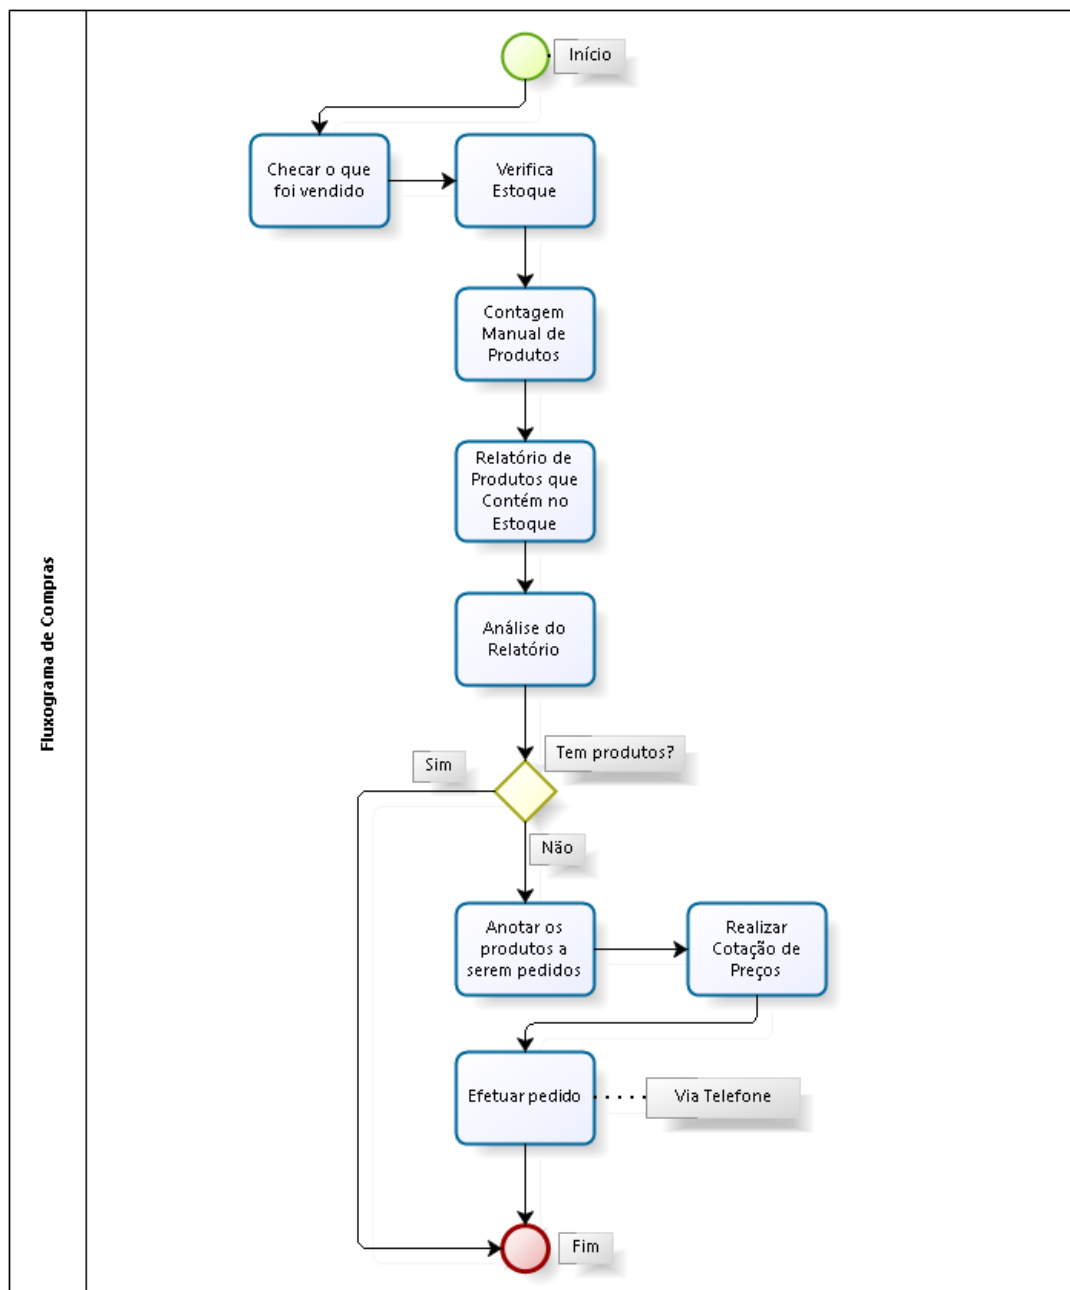 Fluxograma de Compras
Início
Checar o que
foi vendido
Verifica
Estoque
Contagem
Manual de
Produtos
Relatório de
Produtos que
Contém no
Estoque
Análise do
Relatório
Tem produtos?
Sim
Não
Anotar os
produtos a
serem pedidos
Realizar
Cotação de
Preços
Efetuar pedido
Via Telefone
Fim